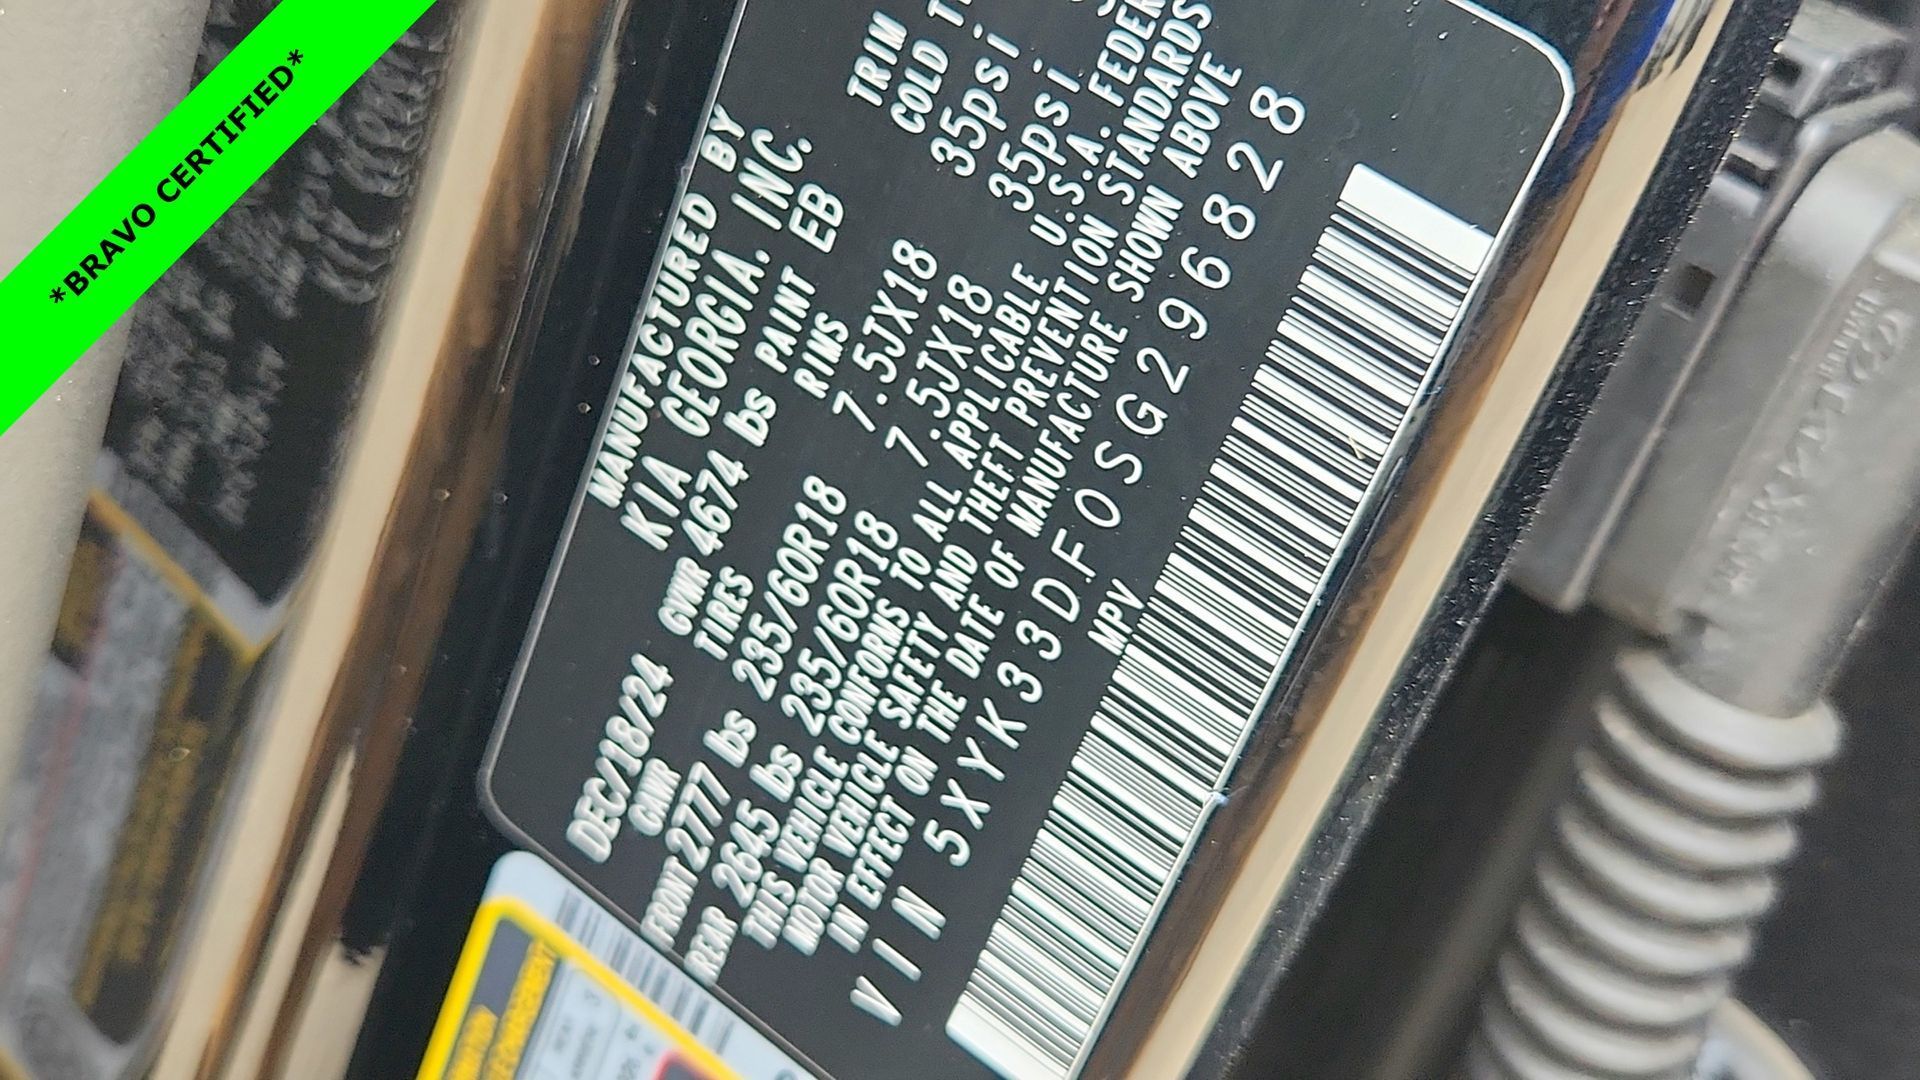 *BRAVO CERTIFIED*
MANUFACTURED BY
KIA GEORGIA. INC.
DEC/18/24 GVWR 4674 lbs PAINT EB TRIM
GAWR TIRES RIMS COLD
FRONT 2777 lbs 235/60R18 7.5JX18 35psi
REAR 2645 lbs 235/60R18 7.5JX18 35psi
THIS VEHICLE CONFORMS TO ALL APPLICABLE U.S.A.
MOTOR VEHICLE SAFETY AND THEFT PREVENTION STANDARDS
IN EFFECT ON THE DATE OF MANUFACTURE SHOWN ABOVE
VIN 5XYK33DF0SG296828
MPV